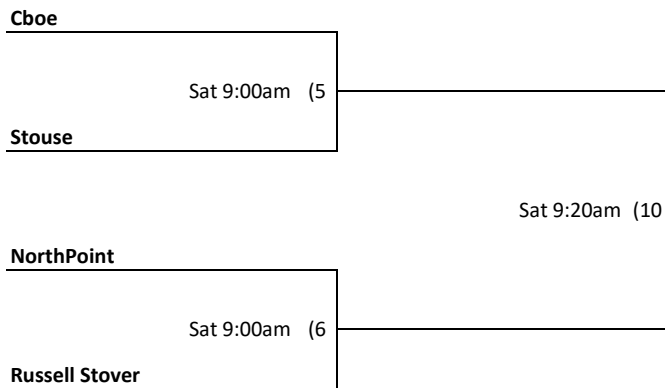 Cboe
Sat 9:00am (5
Stouse
Sat 9:20am (10
NorthPoint
Sat 9:00am (6
Russell Stover